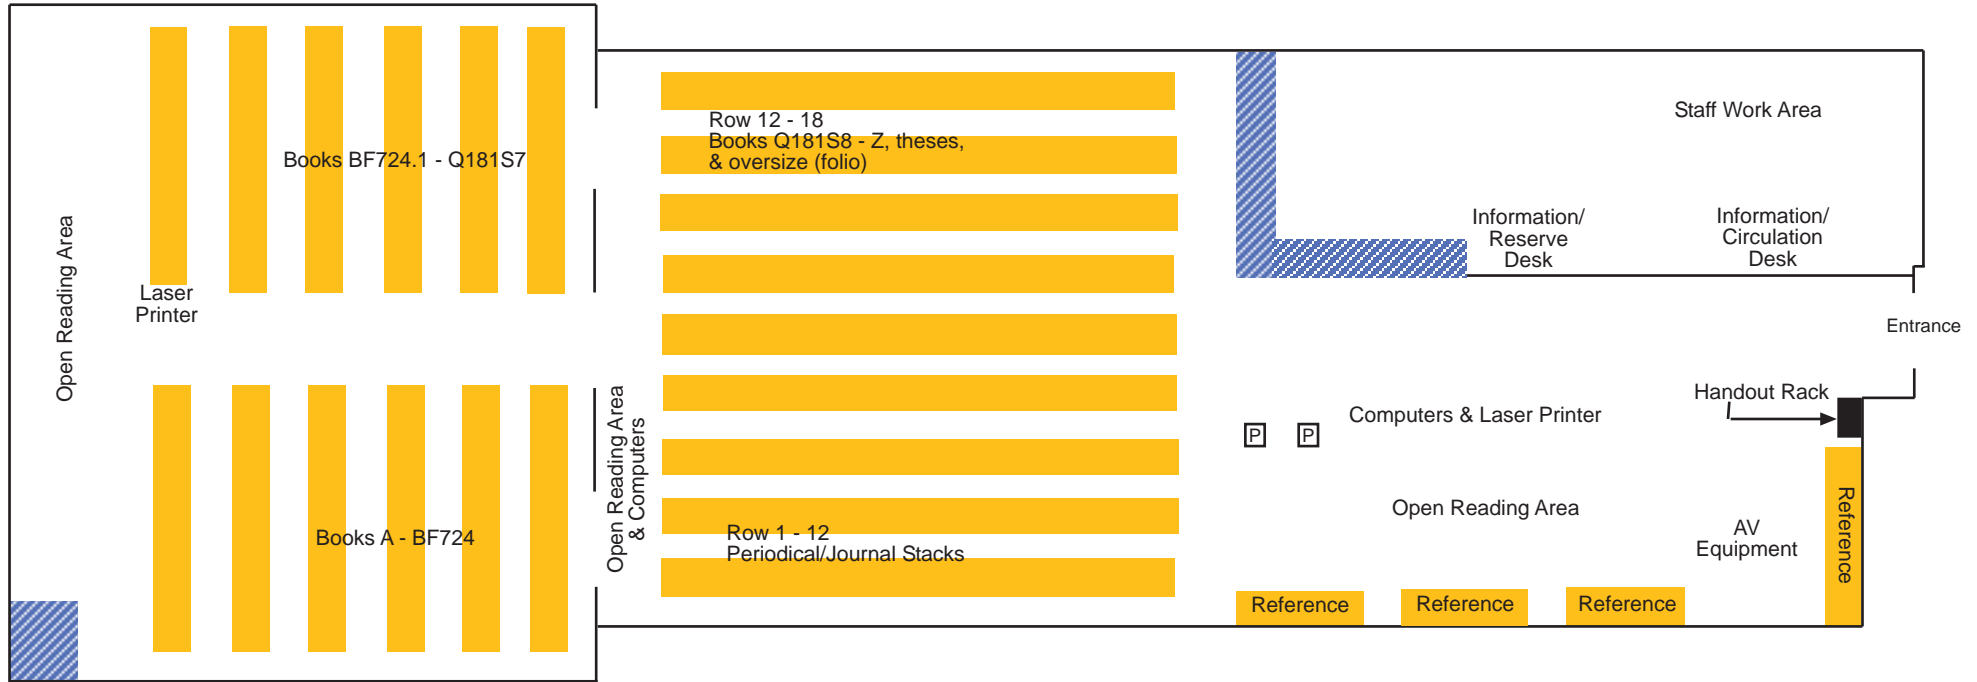 Open Reading Area
Books BF724.1 - Q181S7
Laser
Printer
Books A - BF724
Open Reading Area
& Computers
Row 12 - 18
Books Q181S8 - Z, theses,
& oversize (folio)
Row 1 - 12
Periodical/Journal Stacks
Staff Work Area
Information/
Reserve
Desk
Information/
Circulation
Desk
Entrance
Handout Rack
Computers & Laser Printer
P
P
Open Reading Area
AV
Equipment
Reference
Reference
Reference
Reference